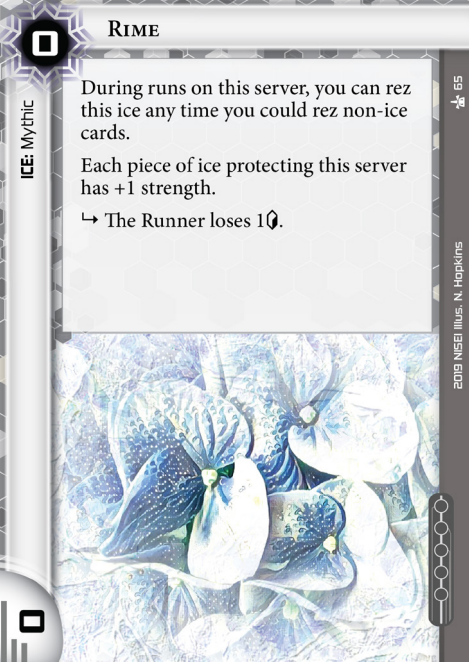 0
Rime
During runs on this server, you can rez
this ice any time you could rez non-ice
cards.
Each piece of ice protecting this server
has +1 strength.
↳ The Runner loses 1.
ICE: Mythic
65
2019 NISEI Illus. N. Hopkins
0